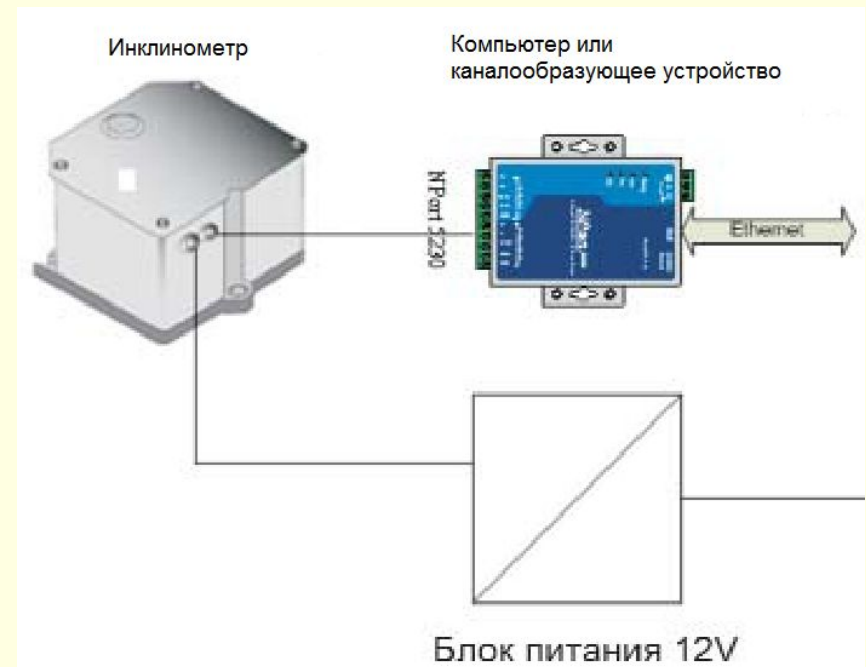 Инклинометр
Компьютер или
каналообразующее устройство
NPort 5230
Ethernet
Блок питания 12V